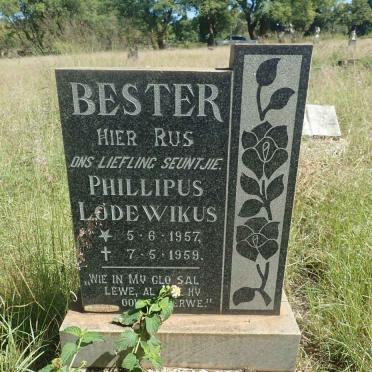 BESTER
HIER RUS
ONS LIEFLING SEUNTJIE.
PHILLIPUS
LODEWIKUS
★ 5-6-1957,
† 7-5-1959.
"WIE IN MY GLO SAL
LEWE, AL HY